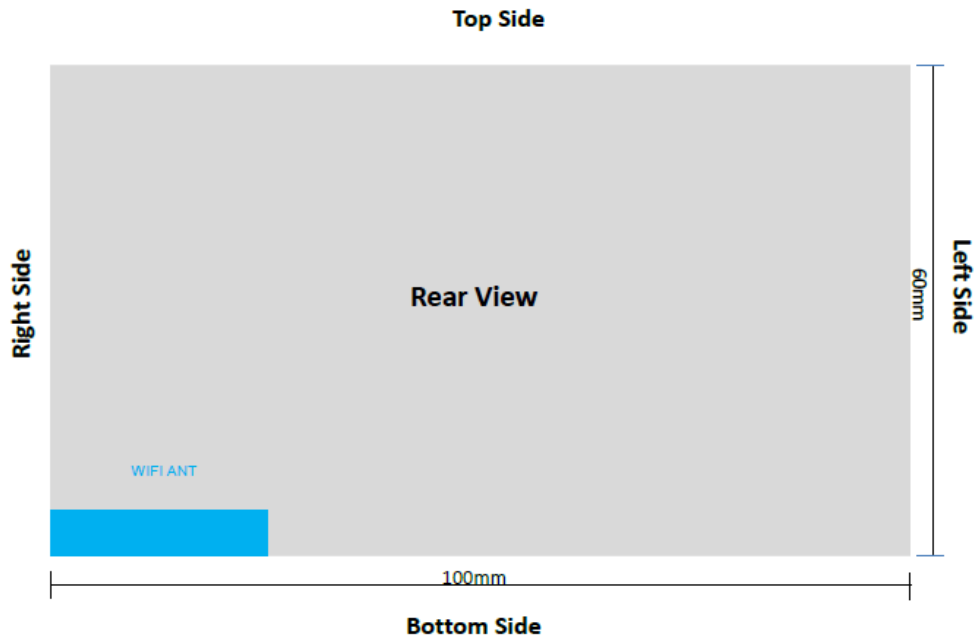 Top Side
Right Side
Rear View
60mm
Left Side
WIFI ANT
100mm
Bottom Side